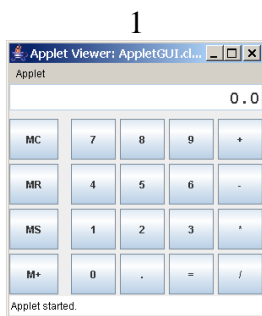 1
Applet Viewer: AppletGUI.cl...
Applet
0.0
MC 7 8 9 +
MR 4 5 6 -
MS 1 2 3 *
M+ 0 . = /
Applet started.